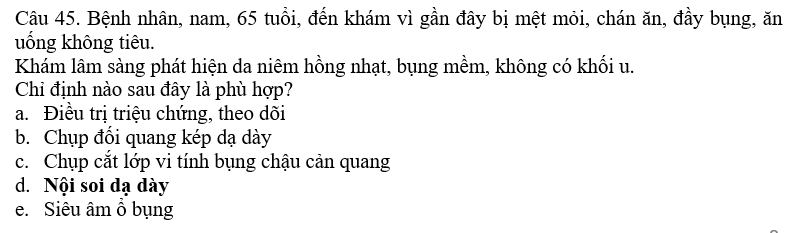 Câu 45. Bệnh nhân, nam, 65 tuổi, đến khám vì gần đây bị mệt mỏi, chán ăn, đầy bụng, ăn
uống không tiêu.
Khám lâm sàng phát hiện da niêm hồng nhạt, bụng mềm, không có khối u.
Chỉ định nào sau đây là phù hợp?
a. Điều trị triệu chứng, theo dõi
b. Chụp đối quang kép dạ dày
c. Chụp cắt lớp vi tính bụng chậu cản quang
d. Nội soi dạ dày
e. Siêu âm ổ bụng